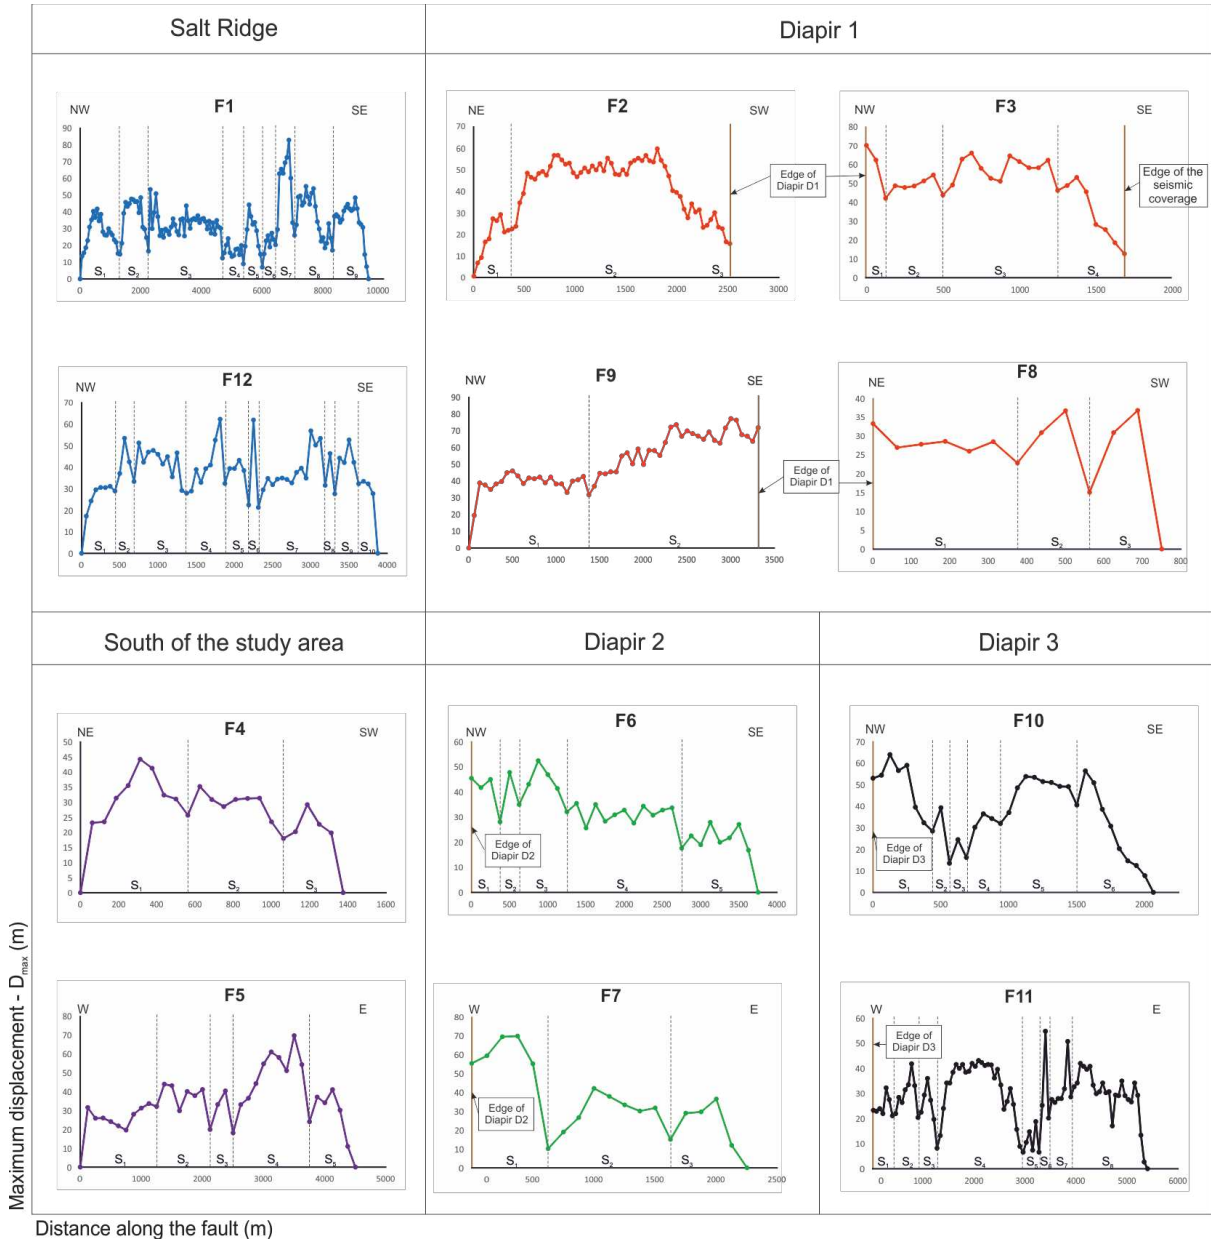 Salt Ridge
Diapir 1
F1
NW
SE
90
80
70
60
50
40
30
20
10
0
S1 S2 S3 S4 S5 S6 S7 S8 S9
0 2000 4000 6000 8000 10000
F2
NE
SW
70
60
50
40
30
20
10
0
S1 S2 S3
0 500 1000 1500 2000 2500 3000
Edge of
Diapir D1
F3
NW
SE
80
70
60
50
40
30
20
10
0
S1 S2 S3 S4
0 500 1000 1500 2000
Edge of the
seismic
coverage
F12
NW
SE
70
60
50
40
30
20
10
0
S1 S2 S3 S4 S5 S6 S7 S8 S9 S10
0 500 1000 1500 2000 2500 3000 3500 4000
F9
NW
SE
90
80
70
60
50
40
30
20
10
0
S1 S2
0 500 1000 1500 2000 2500 3000 3500
Edge of
Diapir D1
F8
NE
SW
40
35
30
25
20
15
10
5
0
S1 S2 S3
0 100 200 300 400 500 600 700 800
South of the study area
Diapir 2
Diapir 3
F4
NE
SW
50
45
40
35
30
25
20
15
10
5
0
S1 S2 S3
0 200 400 600 800 1000 1200 1400 1600
F6
NW
SE
60
50
40
30
20
10
0
Edge of
Diapir D2
S1 S2 S3 S4 S5
0 500 1000 1500 2000 2500 3000 3500 4000
F10
NW
SE
70
60
50
40
30
20
10
0
Edge of
Diapir D3
S1 S2 S3 S4 S5 S6
0 500 1000 1500 2000
F5
W
E
80
70
60
50
40
30
20
10
0
S1 S2 S3 S4 S5
0 1000 2000 3000 4000 5000
F7
W
E
80
70
60
50
40
30
20
10
0
Edge of
Diapir D2
S1 S2 S3
0 500 1000 1500 2000 2500
F11
W
E
60
50
40
30
20
10
0
Edge of
Diapir D3
S1 S2 S3 S4 S5 S6 S7 S8
0 0 1000 2000 3000 4000 5000 6000
Maximum displacement - Dmax (m)
Distance along the fault (m)